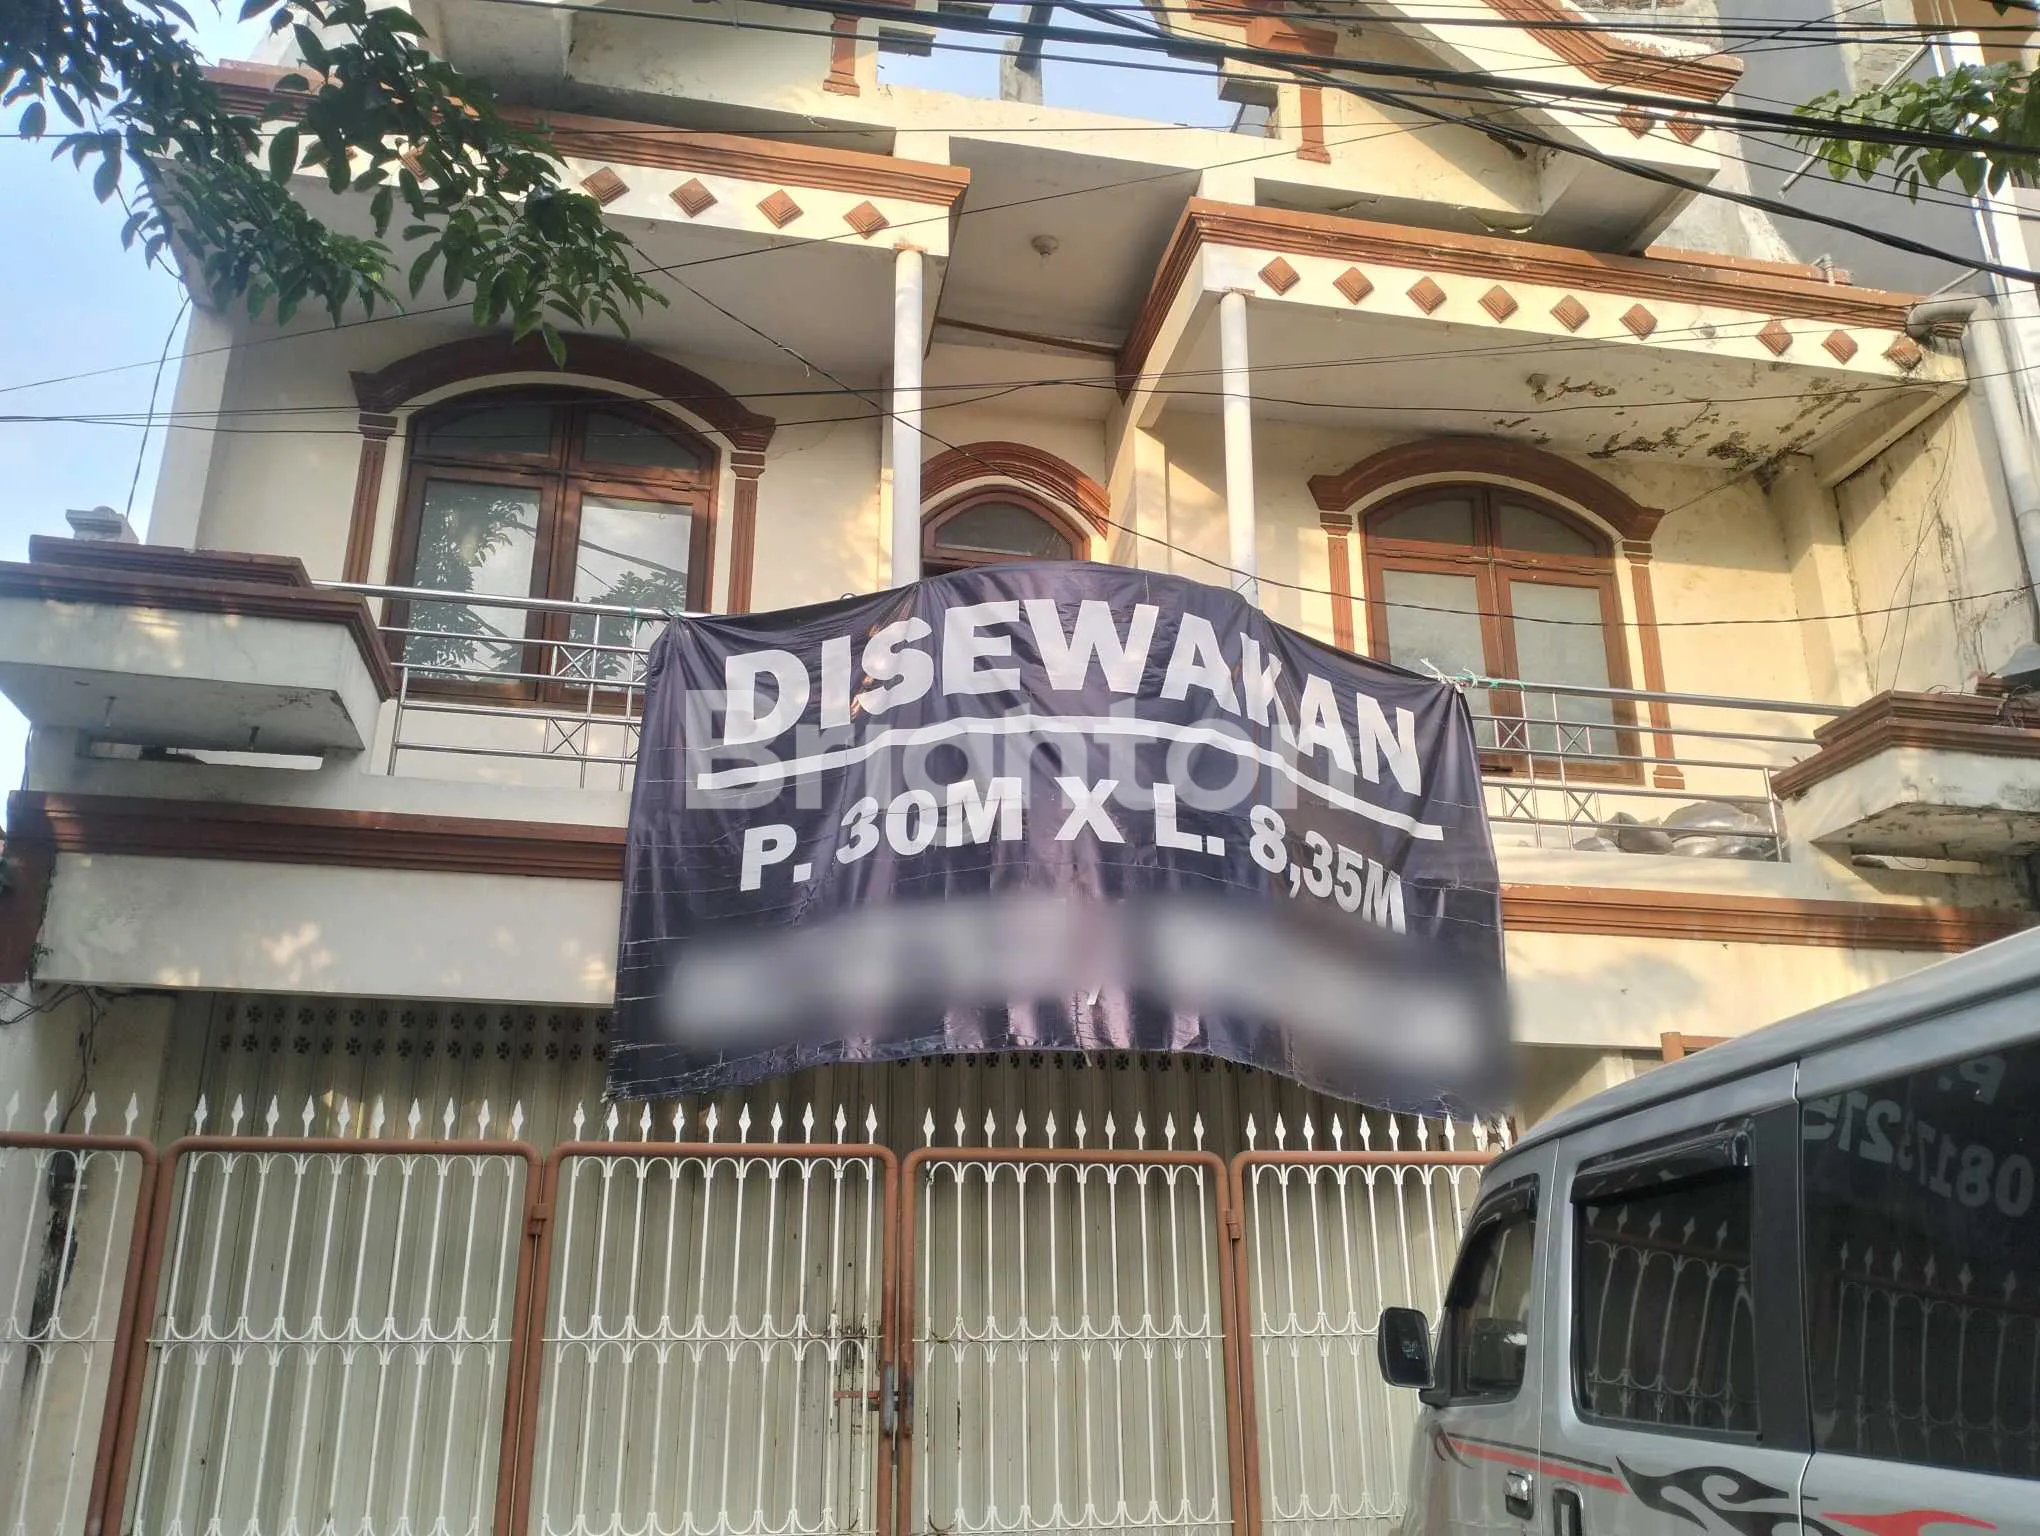 DISEWAKAN
Brighton
P. 30M X L. 8,35M